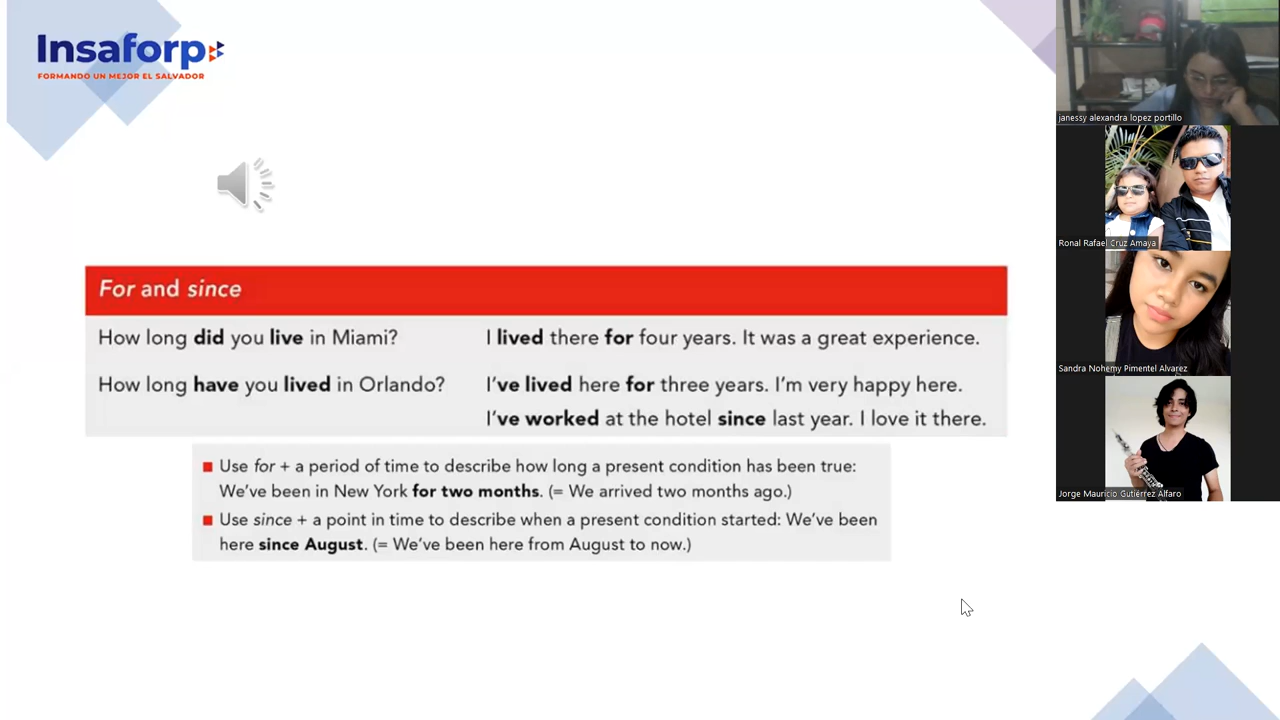 Insaforp
FORMANDO UN MEJOR EL SALVADOR
For and since
How long did you live in Miami? I lived there for four years. It was a great experience.
How long have you lived in Orlando? I've lived here for three years. I'm very happy here.
I've worked at the hotel since last year. I love it there.
Use for + a period of time to describe how long a present condition has been true:
We've been in New York for two months. (= We arrived two months ago.)
Use since + a point in time to describe when a present condition started: We've been
here since August. (= We've been here from August to now.)
janessy alexandra lopez portillo
Ronal Rafael Cruz Amaya
Sandra Nohemy Pimentel Alvarez
Jorge Mauricio Gutiérrez Alfaro